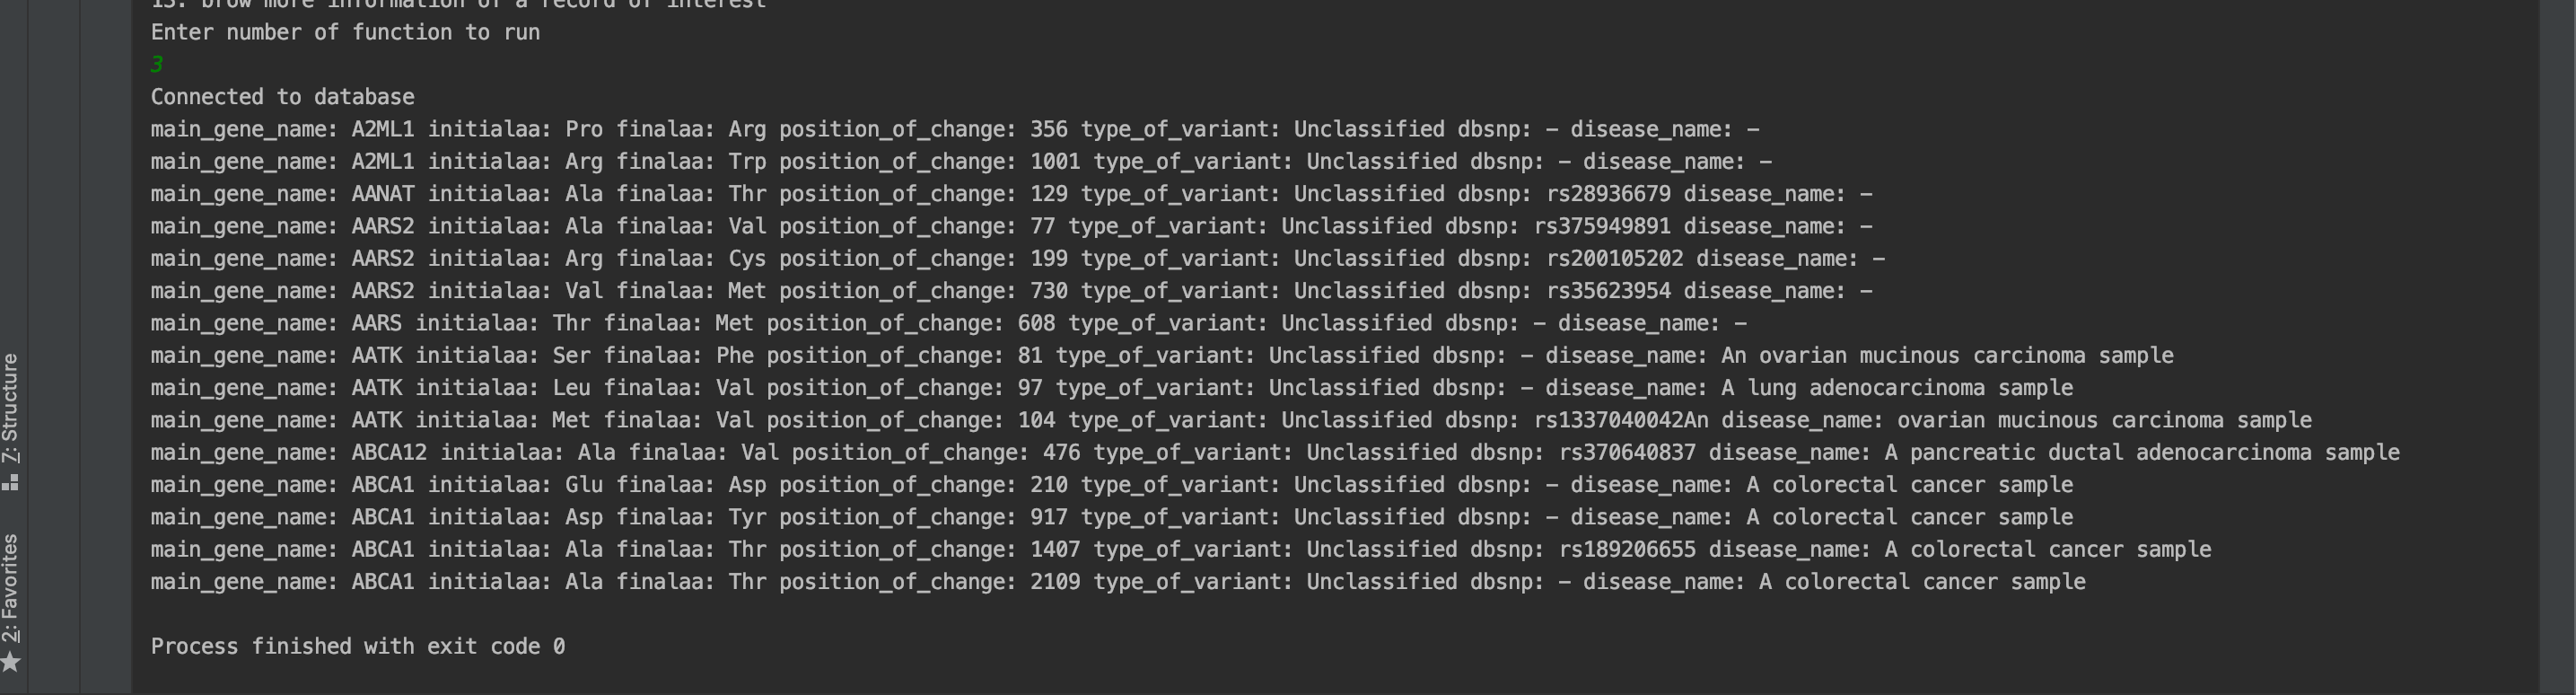 13. brow more information of a record of interest
Enter number of function to run
3
Connected to database
main_gene_name: A2ML1 initialaa: Pro finalaa: Arg position_of_change: 356 type_of_variant: Unclassified dbsnp: - disease_name: -
main_gene_name: A2ML1 initialaa: Arg finalaa: Trp position_of_change: 1001 type_of_variant: Unclassified dbsnp: - disease_name: -
main_gene_name: AANAT initialaa: Ala finalaa: Thr position_of_change: 129 type_of_variant: Unclassified dbsnp: rs28936679 disease_name: -
main_gene_name: AARS2 initialaa: Ala finalaa: Val position_of_change: 77 type_of_variant: Unclassified dbsnp: rs375949891 disease_name: -
main_gene_name: AARS2 initialaa: Arg finalaa: Cys position_of_change: 199 type_of_variant: Unclassified dbsnp: rs200105202 disease_name: -
main_gene_name: AARS2 initialaa: Val finalaa: Met position_of_change: 730 type_of_variant: Unclassified dbsnp: rs35623954 disease_name: -
main_gene_name: AARS initialaa: Thr finalaa: Met position_of_change: 608 type_of_variant: Unclassified dbsnp: - disease_name: -
main_gene_name: AATK initialaa: Ser finalaa: Phe position_of_change: 81 type_of_variant: Unclassified dbsnp: - disease_name: An ovarian mucinous carcinoma sample
main_gene_name: AATK initialaa: Leu finalaa: Val position_of_change: 97 type_of_variant: Unclassified dbsnp: - disease_name: A lung adenocarcinoma sample
main_gene_name: AATK initialaa: Met finalaa: Val position_of_change: 104 type_of_variant: Unclassified dbsnp: rs1337040042An disease_name: ovarian mucinous carcinoma sample
main_gene_name: ABCA12 initialaa: Ala finalaa: Val position_of_change: 476 type_of_variant: Unclassified dbsnp: rs370640837 disease_name: A pancreatic ductal adenocarcinoma sample
main_gene_name: ABCA1 initialaa: Glu finalaa: Asp position_of_change: 210 type_of_variant: Unclassified dbsnp: - disease_name: A colorectal cancer sample
main_gene_name: ABCA1 initialaa: Asp finalaa: Tyr position_of_change: 917 type_of_variant: Unclassified dbsnp: - disease_name: A colorectal cancer sample
main_gene_name: ABCA1 initialaa: Ala finalaa: Thr position_of_change: 1407 type_of_variant: Unclassified dbsnp: rs189206655 disease_name: A colorectal cancer sample
main_gene_name: ABCA1 initialaa: Ala finalaa: Thr position_of_change: 2109 type_of_variant: Unclassified dbsnp: - disease_name: A colorectal cancer sample
Process finished with exit code 0
7: Structure
2: Favorites